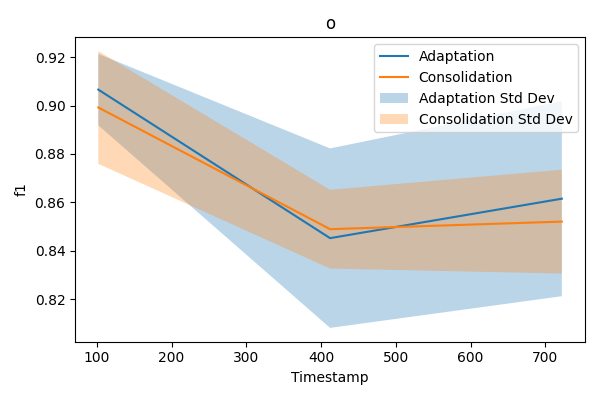 o
Adaptation
Consolidation
Adaptation Std Dev
Consolidation Std Dev
f1
0.92
0.90
0.88
0.86
0.84
0.82
100 200 300 400 500 600 700
Timestamp